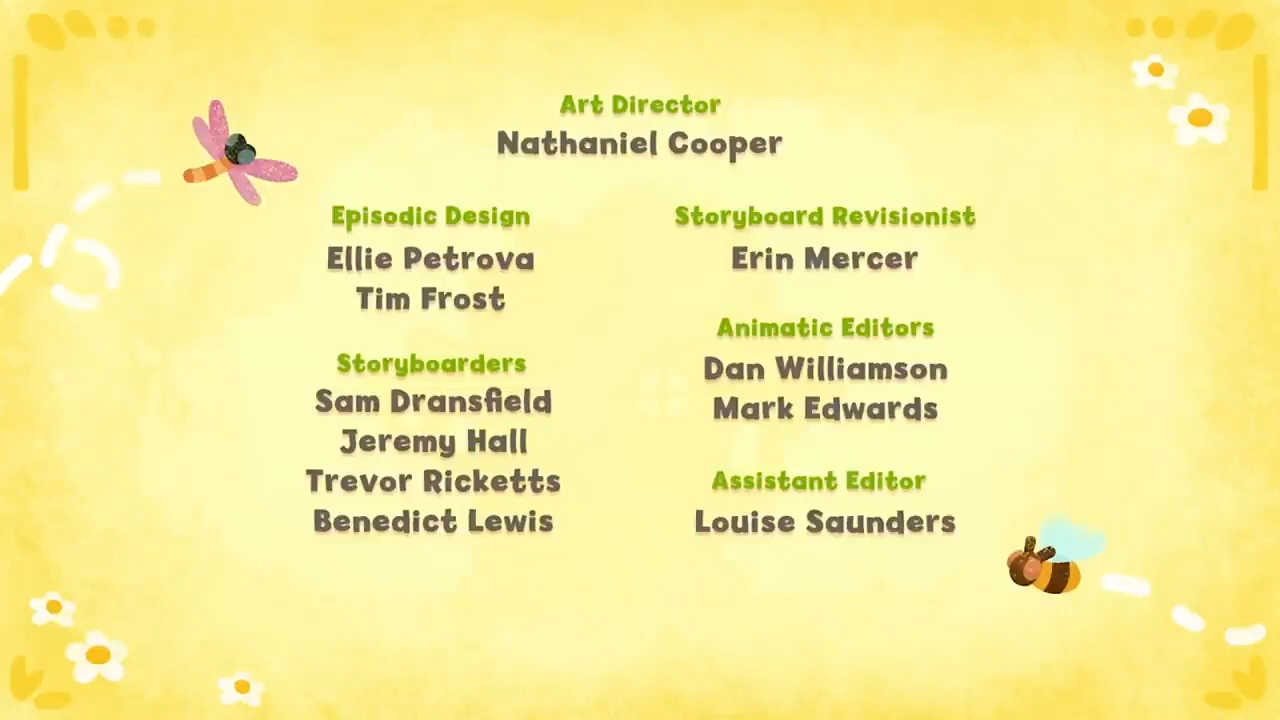 Art Director
Nathaniel Cooper
Episodic Design
Ellie Petrova
Tim Frost
Storyboarders
Sam Dransfield
Jeremy Hall
Trevor Ricketts
Benedict Lewis
Storyboard Revisionist
Erin Mercer
Animatic Editors
Dan Williamson
Mark Edwards
Assistant Editor
Louise Saunders